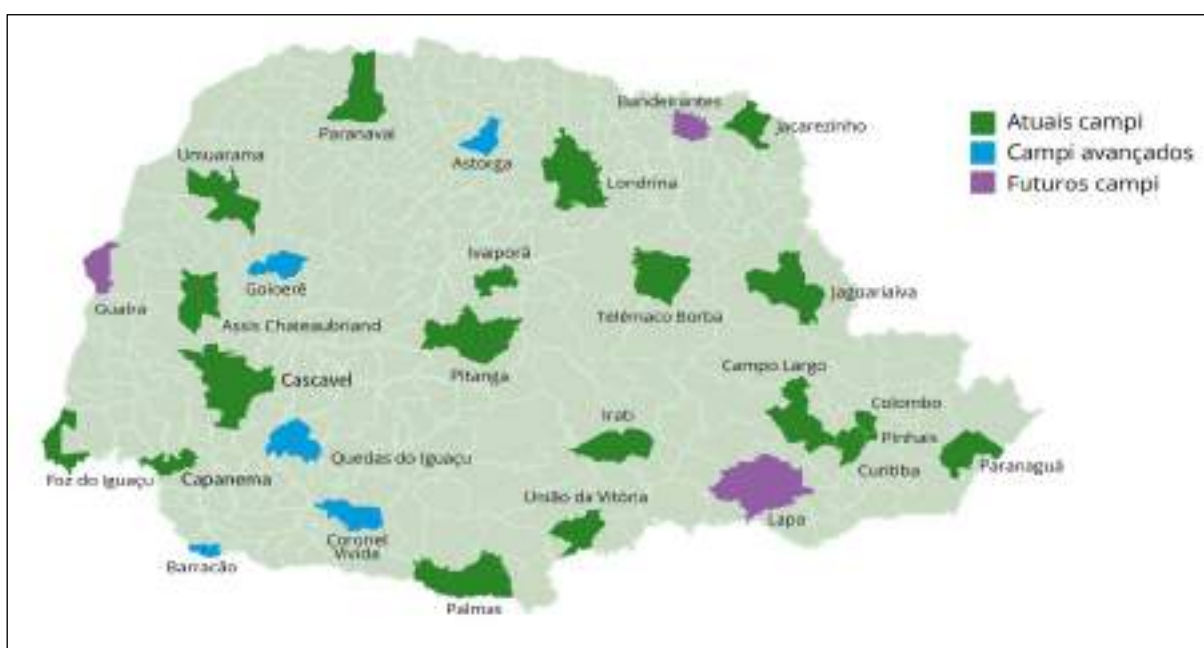 Paranavaí
Umuarama
Astorga
Bandeirantes
Jacarezinho
Londrina
Atuais campi
Campi avançados
Futuros campi
Guaíra
Goioerê
Assis Chateaubriand
Ivaiporã
Pitanga
Telêmaco Borba
Jagoariaiva
Cascavel
Campo Largo
Colombo
Pinhais
Curitiba
Paranaguá
Irati
Quedas do Iguaçu
Foz do Iguaçu
Capanema
União da Vitória
Lapa
Coronel
Vivida
Barracão
Palmas